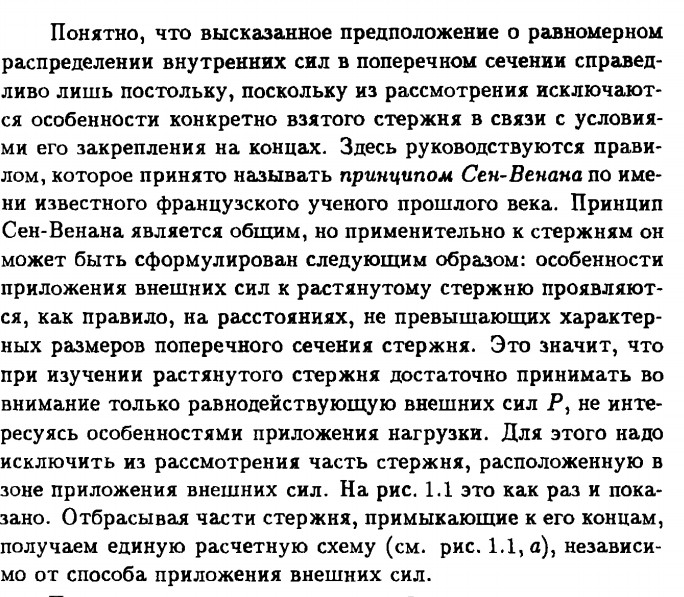 Понятно, что высказанное предположение о равномерном
распределении внутренних сил в поперечном сечении справед-
ливо лишь постольку, поскольку из рассмотрения исключают-
ся особенности конкретно взятого стержня в связи с условия-
ми его закрепления на концах. Здесь руководствуются прави-
лом, которое принято называть принципом Сен-Венана по име-
ни известного французского ученого прошлого века. Принцип
Сен-Венана является общим, но применительно к стержням он
может быть сформулирован следующим образом: особенности
приложения внешних сил к растянутому стержню проявляют-
ся, как правило, на расстояниях, не превышающих характер-
ных размеров поперечного сечения стержня. Это значит, что
при изучении растянутого стержня достаточно принимать во
внимание только равнодействующую внешних сил P, не инте-
ресуясь особенностями приложения нагрузки. Для этого надо
исключить из рассмотрения часть стержня, расположенную в
зоне приложения внешних сил. На рис. 1.1 это как раз и пока-
зано. Отбрасывая части стержня, примыкающие к его концам,
получаем единую расчетную схему (см. рис. 1.1, а), независи-
мо от способа приложения внешних сил.